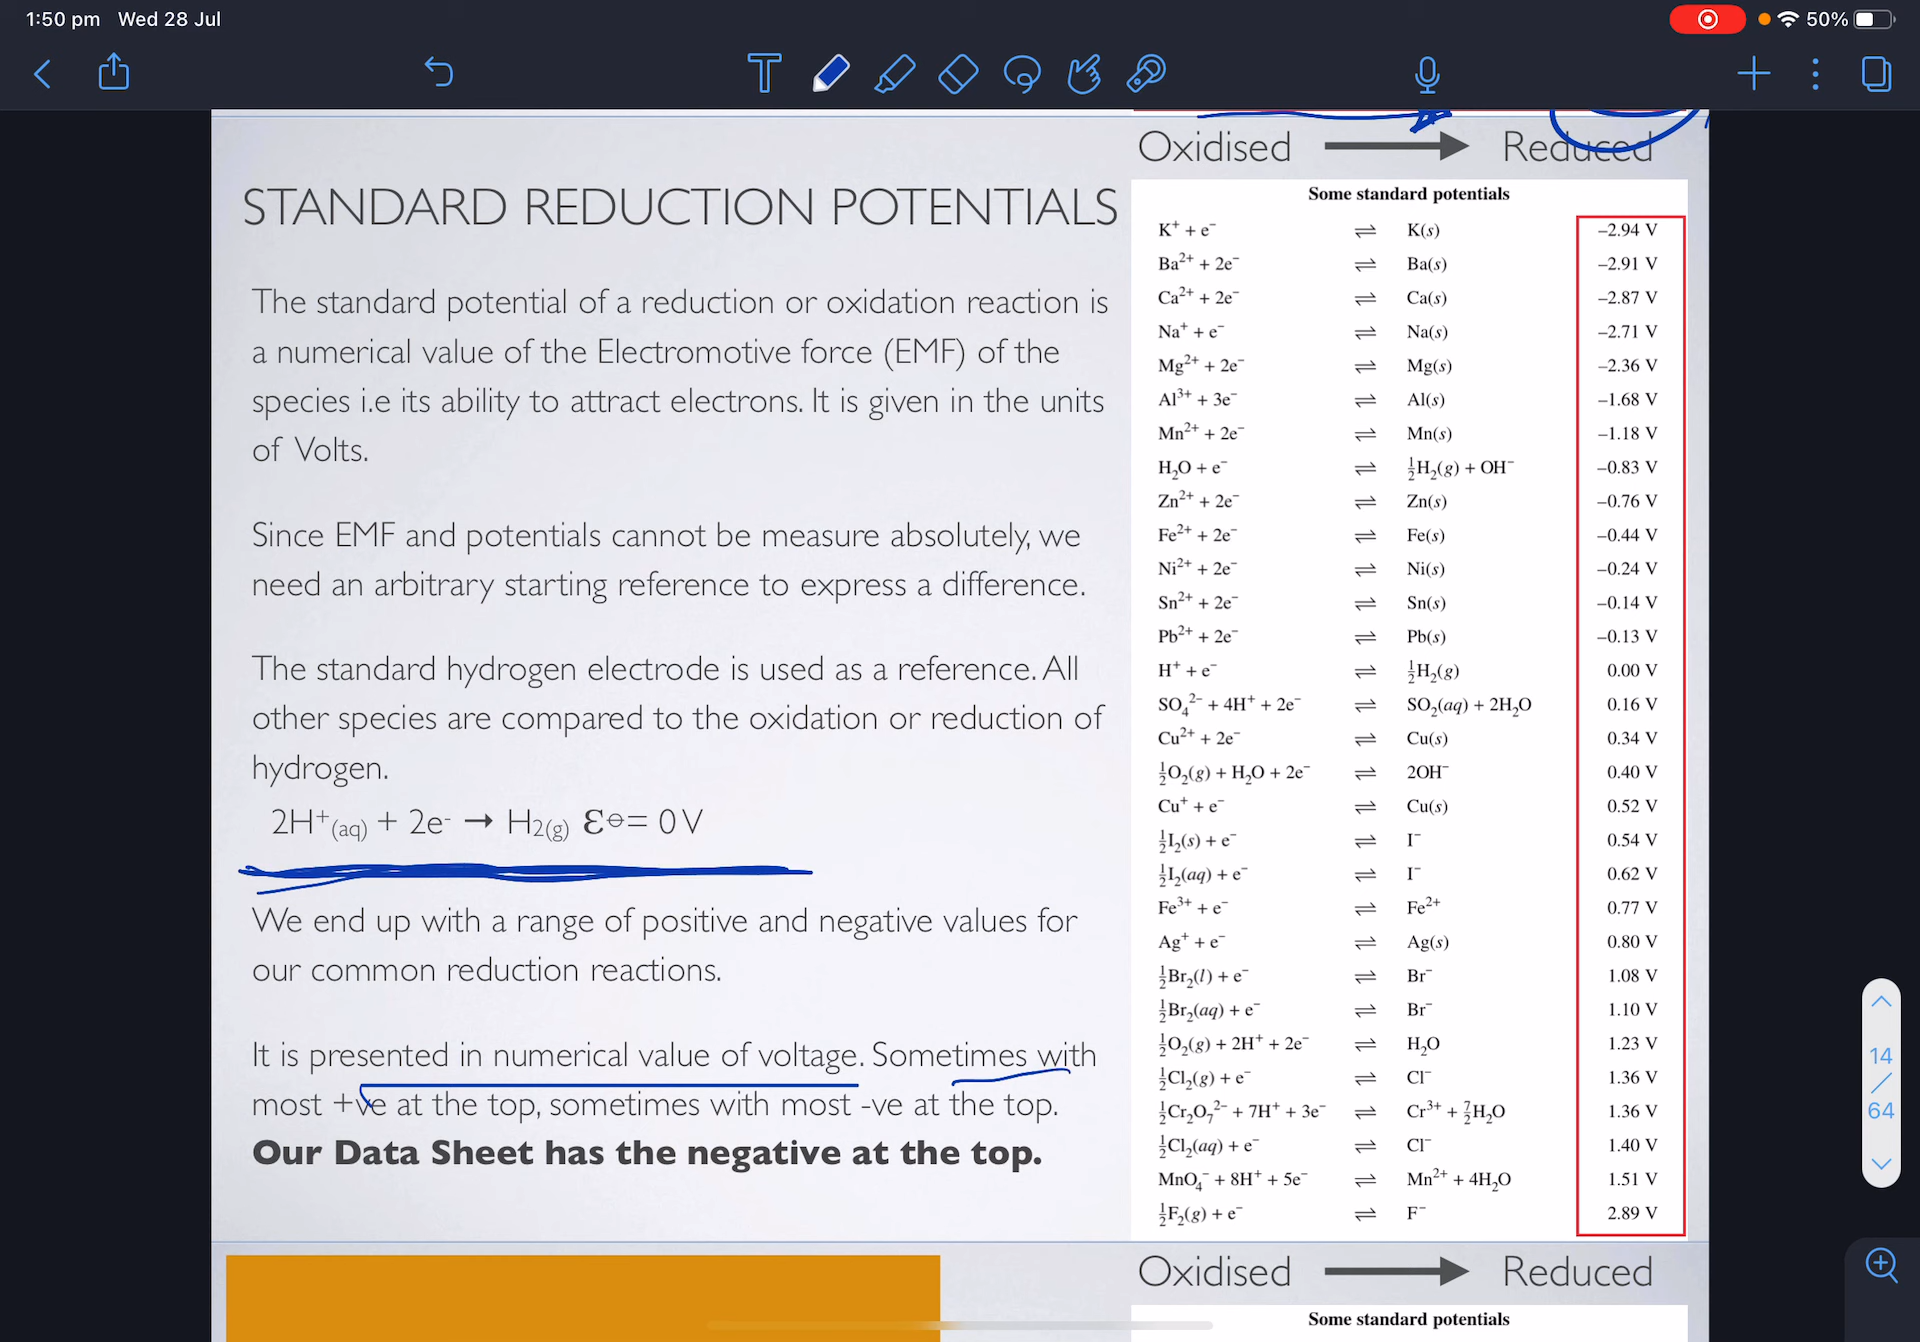 1:50 pm Wed 28 Jul
50%
Oxidised Reduced
STANDARD REDUCTION POTENTIALS
The standard potential of a reduction or oxidation reaction is
a numerical value of the Electromotive force (EMF) of the
species i.e its ability to attract electrons. It is given in the units
of Volts.
Since EMF and potentials cannot be measure absolutely, we
need an arbitrary starting reference to express a difference.
The standard hydrogen electrode is used as a reference. All
other species are compared to the oxidation or reduction of
hydrogen.
2H⁺(aq) + 2e⁻ → H₂(g) Ɛ⊖= 0V
We end up with a range of positive and negative values for
our common reduction reactions.
It is presented in numerical value of voltage. Sometimes with
most +ve at the top, sometimes with most -ve at the top.
Our Data Sheet has the negative at the top.
Some standard potentials
K⁺ + e⁻ ⇌ K(s) –2.94 V
Ba²⁺ + 2e⁻ ⇌ Ba(s) –2.91 V
Ca²⁺ + 2e⁻ ⇌ Ca(s) –2.87 V
Na⁺ + e⁻ ⇌ Na(s) –2.71 V
Mg²⁺ + 2e⁻ ⇌ Mg(s) –2.36 V
Al³⁺ + 3e⁻ ⇌ Al(s) –1.68 V
Mn²⁺ + 2e⁻ ⇌ Mn(s) –1.18 V
H₂O + e⁻ ⇌ ½H₂(g) + OH⁻ –0.83 V
Zn²⁺ + 2e⁻ ⇌ Zn(s) –0.76 V
Fe²⁺ + 2e⁻ ⇌ Fe(s) –0.44 V
Ni²⁺ + 2e⁻ ⇌ Ni(s) –0.24 V
Sn²⁺ + 2e⁻ ⇌ Sn(s) –0.14 V
Pb²⁺ + 2e⁻ ⇌ Pb(s) –0.13 V
H⁺ + e⁻ ⇌ ½H₂(g) 0.00 V
SO₄²⁻ + 4H⁺ + 2e⁻ ⇌ SO₂(aq) + 2H₂O 0.16 V
Cu²⁺ + 2e⁻ ⇌ Cu(s) 0.34 V
½O₂(g) + H₂O + 2e⁻ ⇌ 2OH⁻ 0.40 V
Cu⁺ + e⁻ ⇌ Cu(s) 0.52 V
½I₂(s) + e⁻ ⇌ I⁻ 0.54 V
½I₂(aq) + e⁻ ⇌ I⁻ 0.62 V
Fe³⁺ + e⁻ ⇌ Fe²⁺ 0.77 V
Ag⁺ + e⁻ ⇌ Ag(s) 0.80 V
½Br₂(l) + e⁻ ⇌ Br⁻ 1.08 V
½Br₂(aq) + e⁻ ⇌ Br⁻ 1.10 V
½O₂(g) + 2H⁺ + 2e⁻ ⇌ H₂O 1.23 V
½Cl₂(g) + e⁻ ⇌ Cl⁻ 1.36 V
½Cr₂O₇²⁻ + 7H⁺ + 3e⁻ ⇌ Cr³⁺ + 7/2H₂O 1.36 V
½Cl₂(aq) + e⁻ ⇌ Cl⁻ 1.40 V
MnO₄⁻ + 8H⁺ + 5e⁻ ⇌ Mn²⁺ + 4H₂O 1.51 V
½F₂(g) + e⁻ ⇌ F⁻ 2.89 V
14
/
64
Oxidised Reduced
Some standard potentials